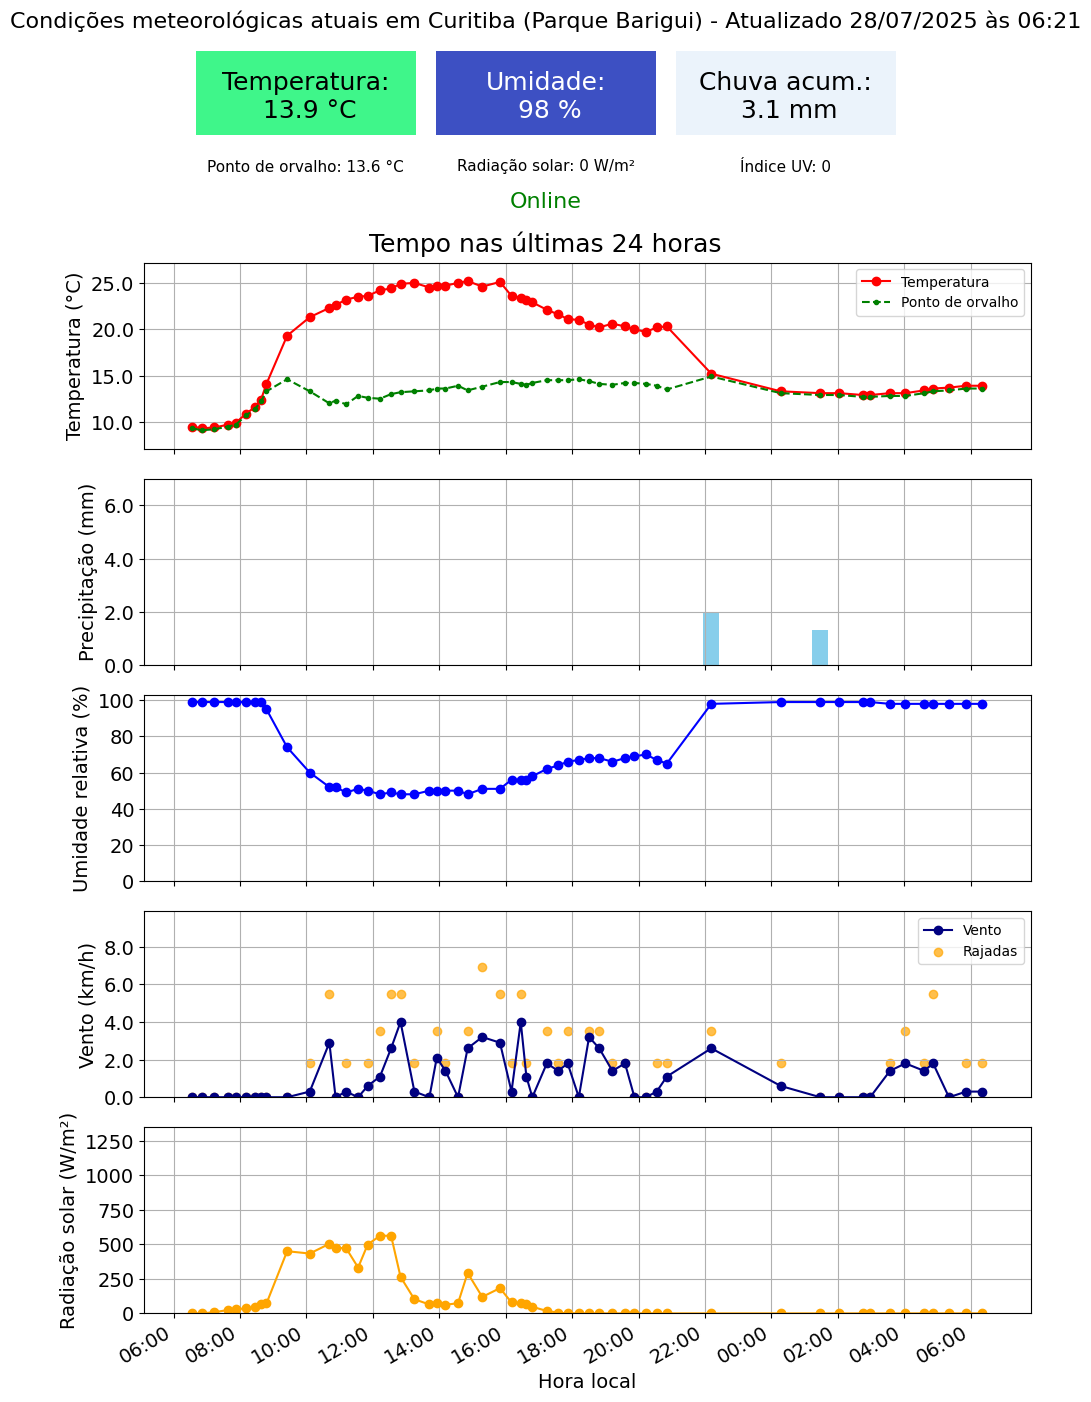 Condições meteorológicas atuais em Curitiba (Parque Barigui) - Atualizado 28/07/2025 às 06:21
Temperatura:
13.9 °C
Umidade:
98 %
Chuva acum.:
3.1 mm
Ponto de orvalho: 13.6 °C
Radiação solar: 0 W/m²
Índice UV: 0
Online
Tempo nas últimas 24 horas
Temperatura (°C)
25.0
20.0
15.0
10.0
Temperatura
Ponto de orvalho
Precipitação (mm)
6.0
4.0
2.0
0.0
Umidade relativa (%)
100
80
60
40
20
0
Vento (km/h)
8.0
6.0
4.0
2.0
0.0
Vento
Rajadas
Radiação solar (W/m²)
1250
1000
750
500
250
0
06:00
08:00
10:00
12:00
14:00
16:00
18:00
20:00
22:00
00:00
02:00
04:00
06:00
Hora local